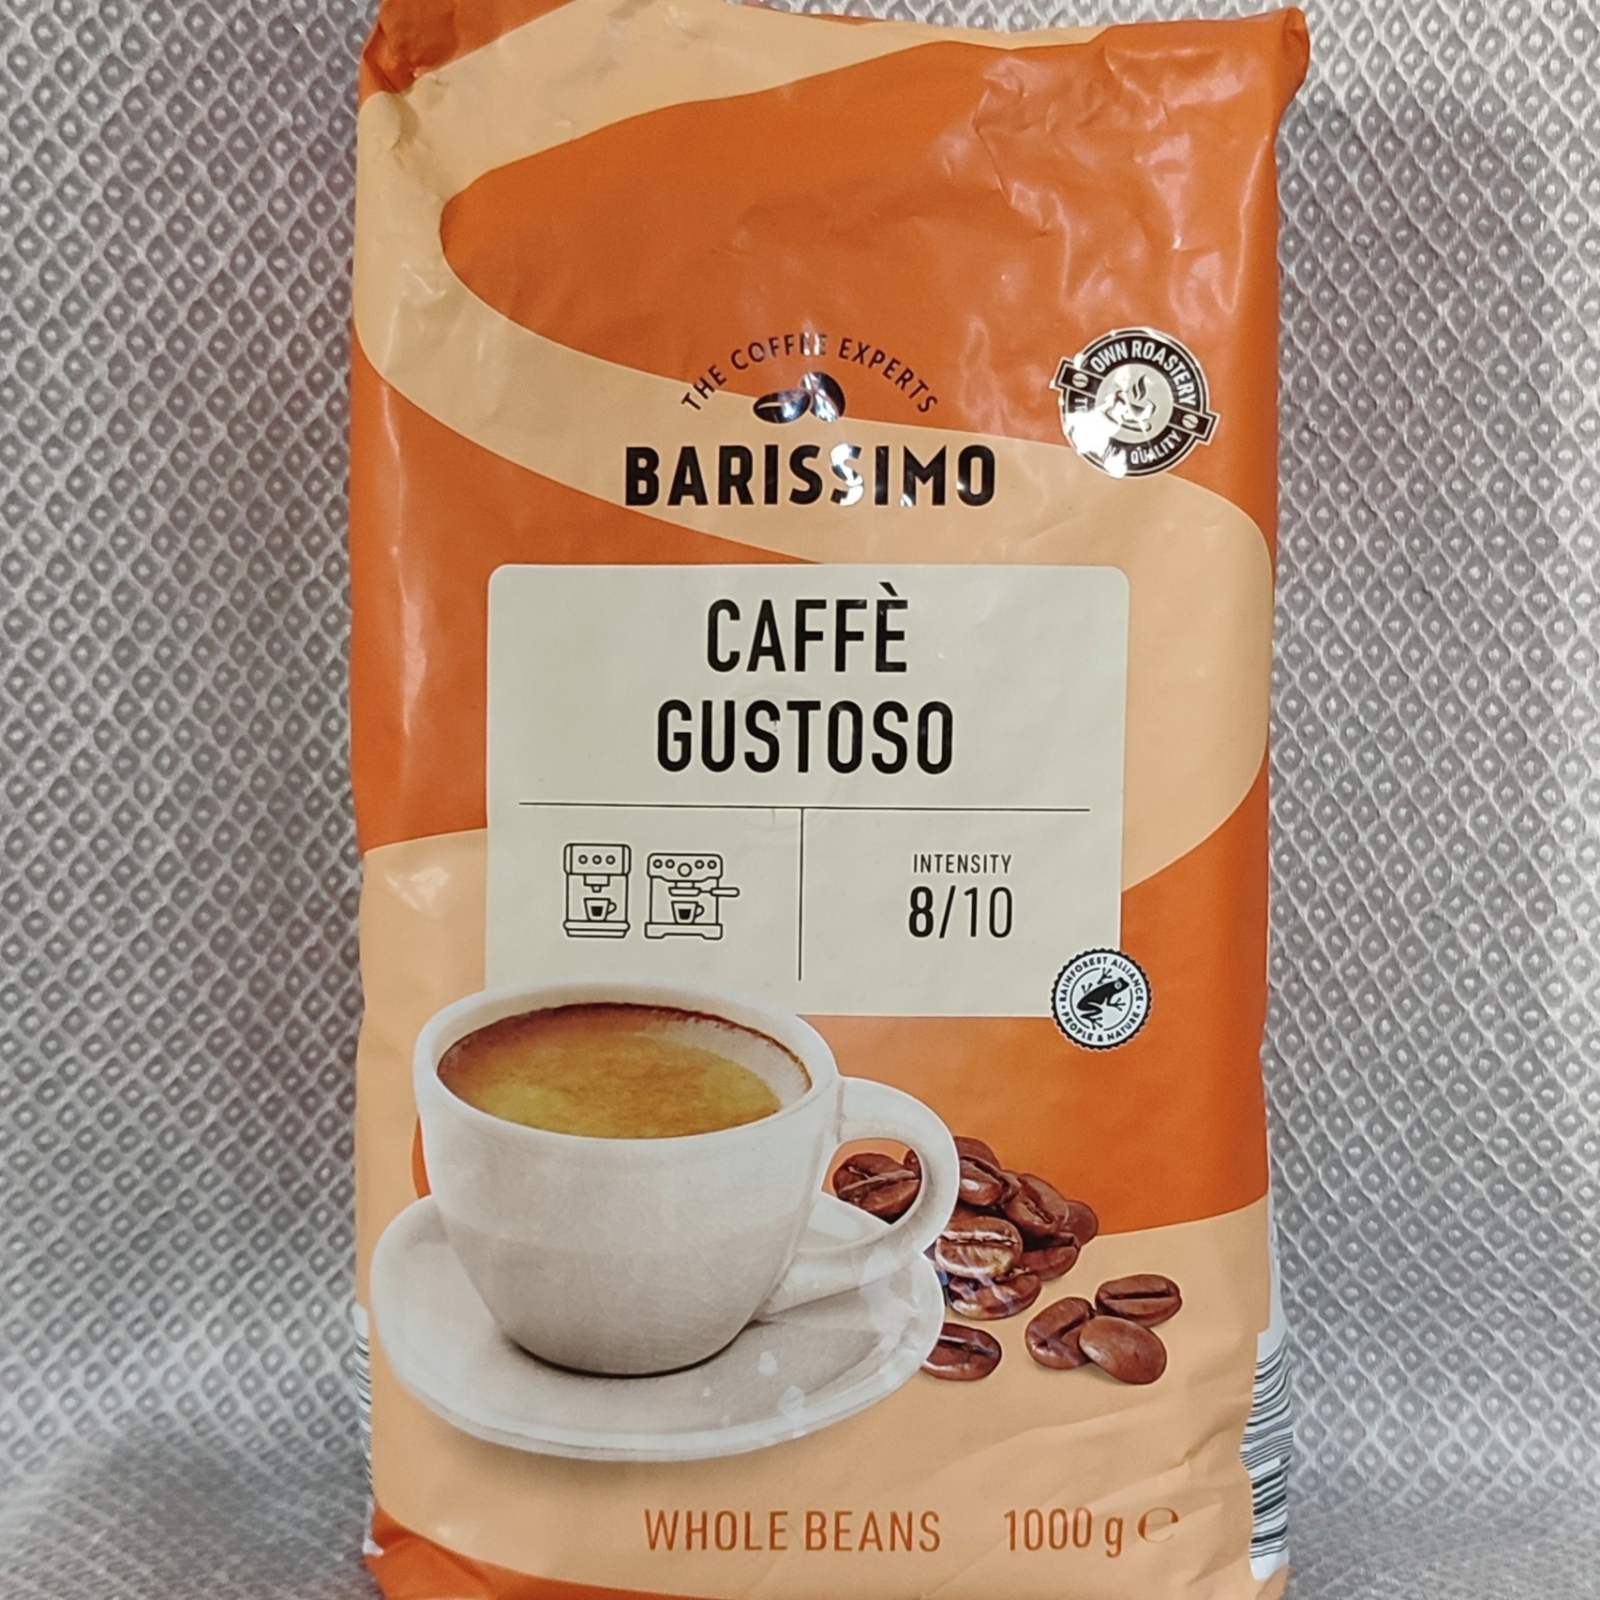 THE COFFEE EXPERTS
BARISSIMO
OWN ROASTERY
QUALITY
CAFFÈ
GUSTOSO
INTENSITY
8/10
RAINFOREST ALLIANCE
PEOPLE & NATURE
WHOLE BEANS 1000 g ℮